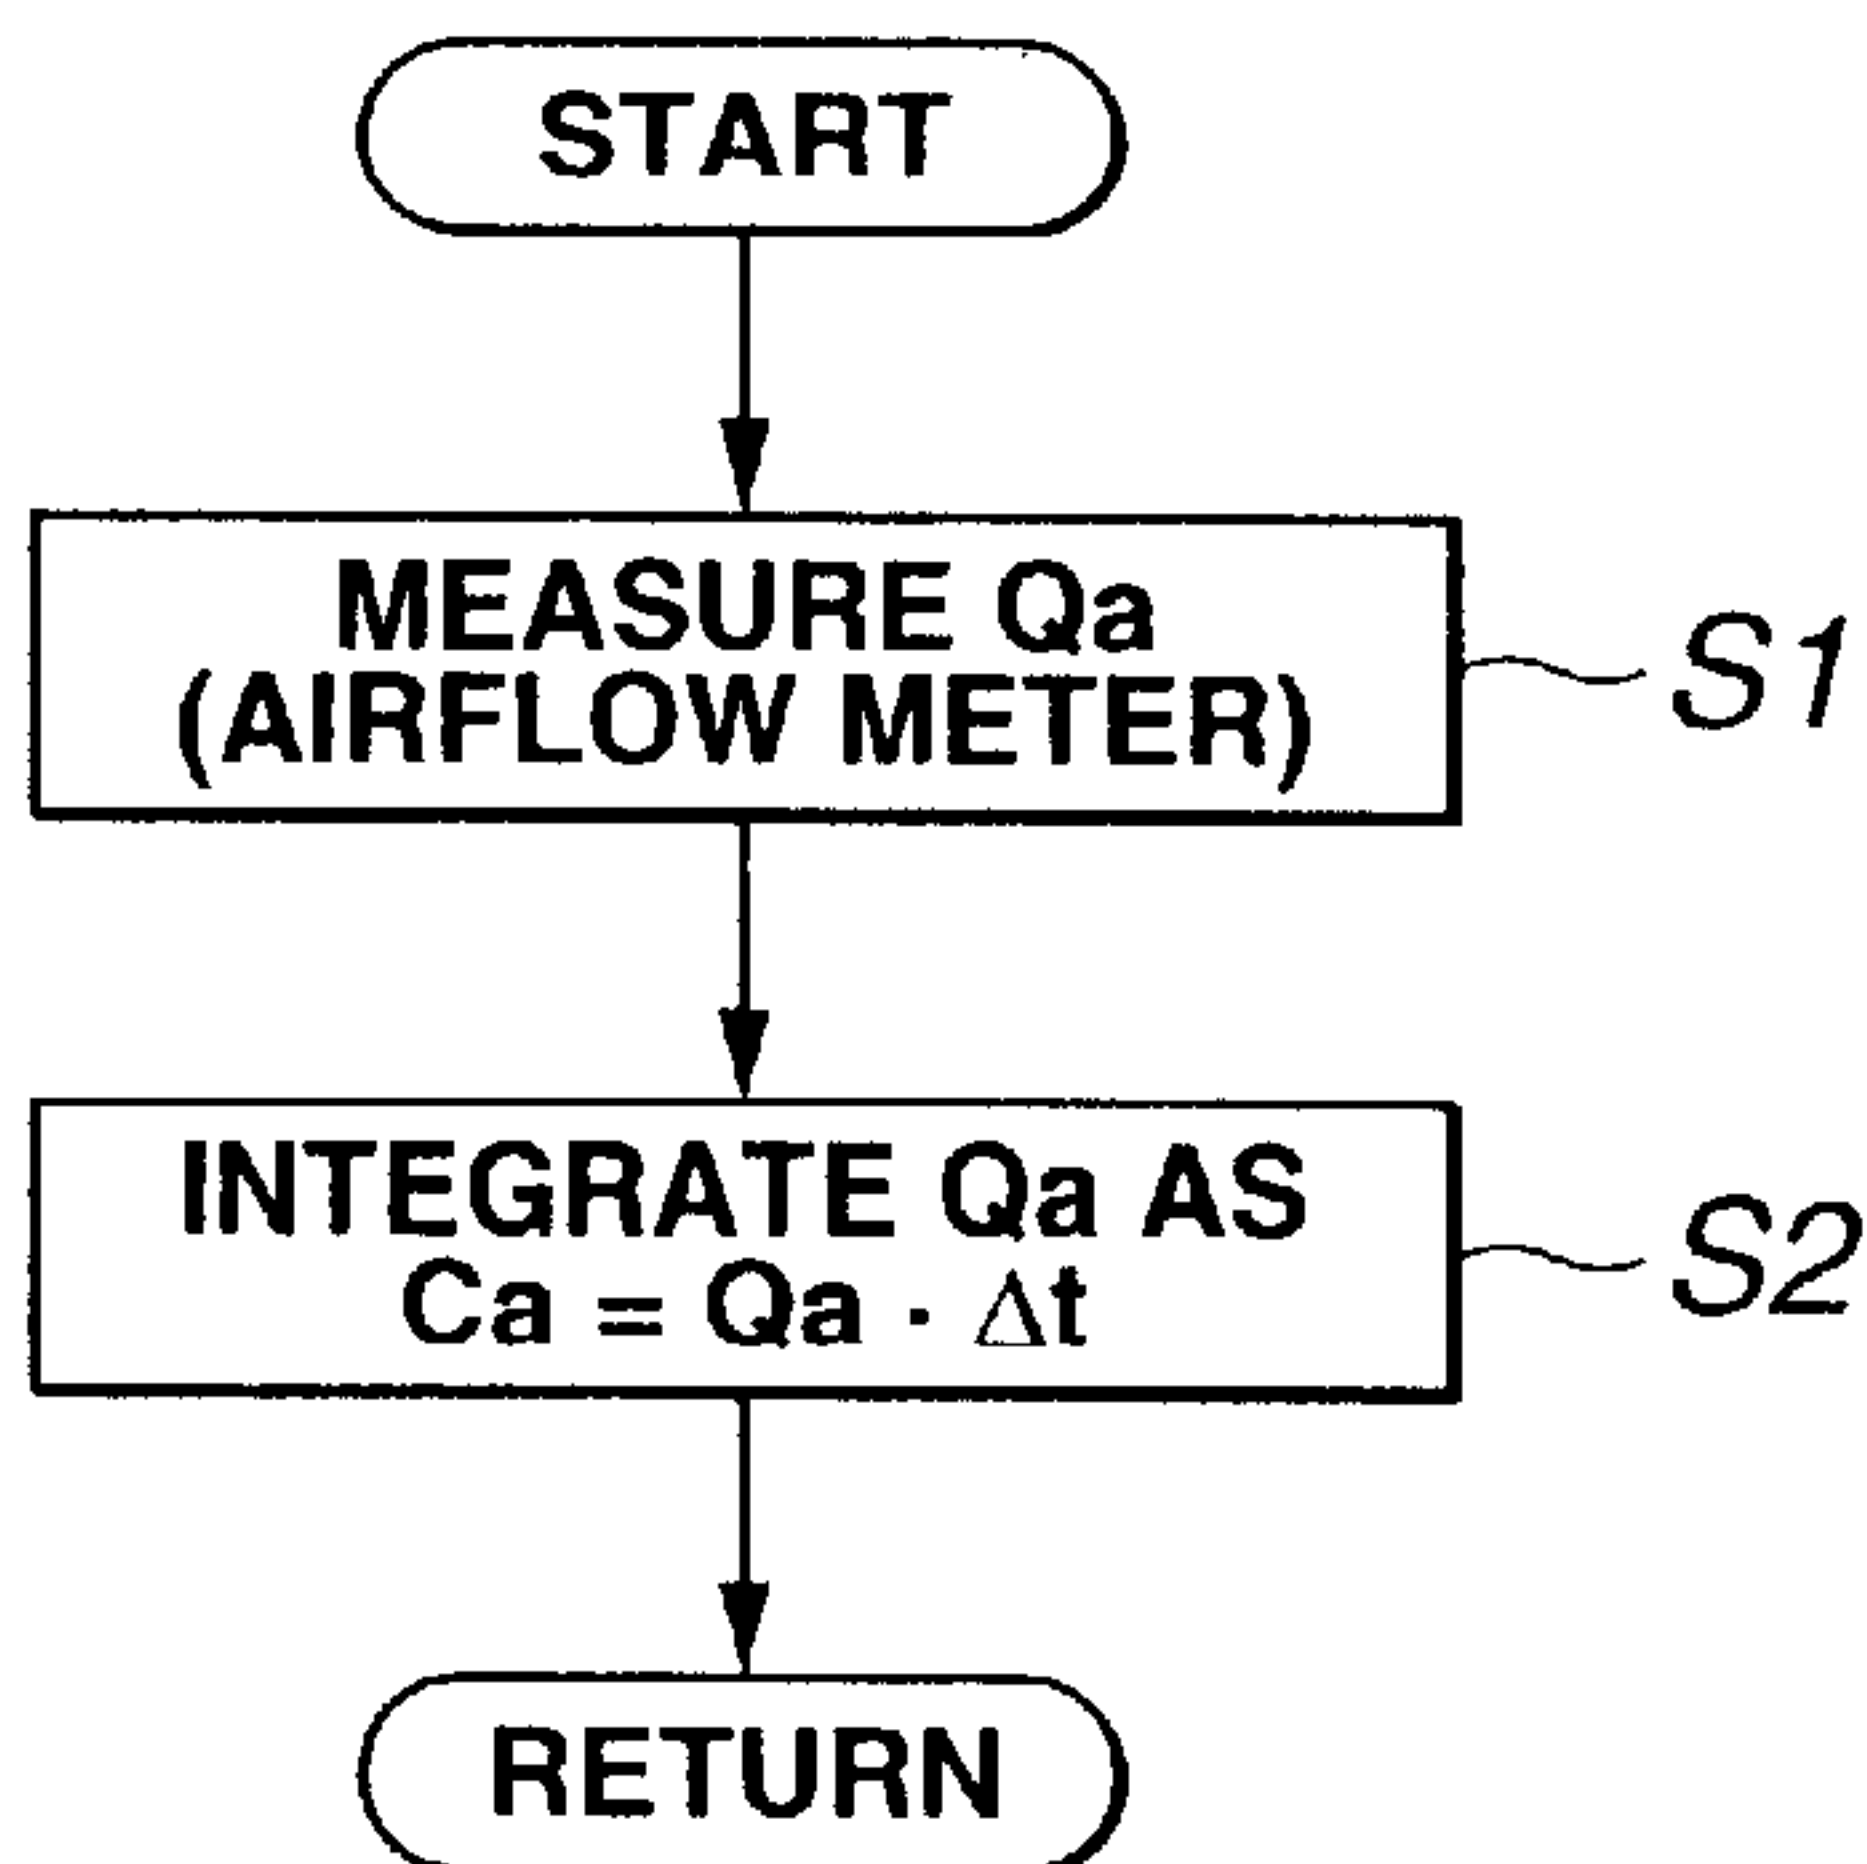 START
MEASURE Qa
(AIRFLOW METER)
S1
INTEGRATE Qa AS
Ca = Qa · Δt
S2
RETURN